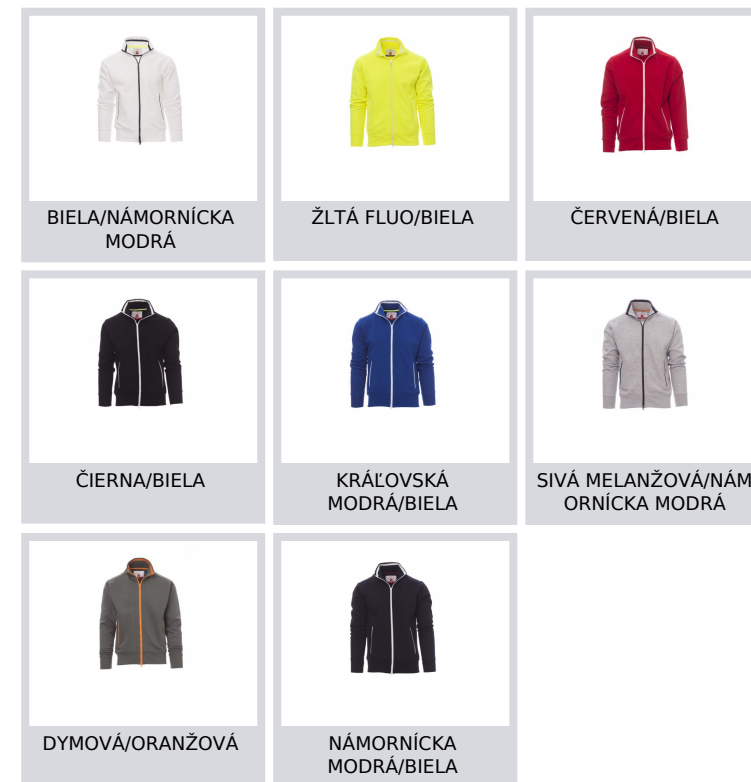 BIELA/NÁMORNÍCKA
MODRÁ
ŽLTÁ FLUO/BIELA
ČERVENÁ/BIELA
ČIERNA/BIELA
KRÁĽOVSKÁ
MODRÁ/BIELA
SIVÁ MELANŽOVÁ/NÁM
ORNÍCKA MODRÁ
DYMOVÁ/ORANŽOVÁ
NÁMORNÍCKA
MODRÁ/BIELA